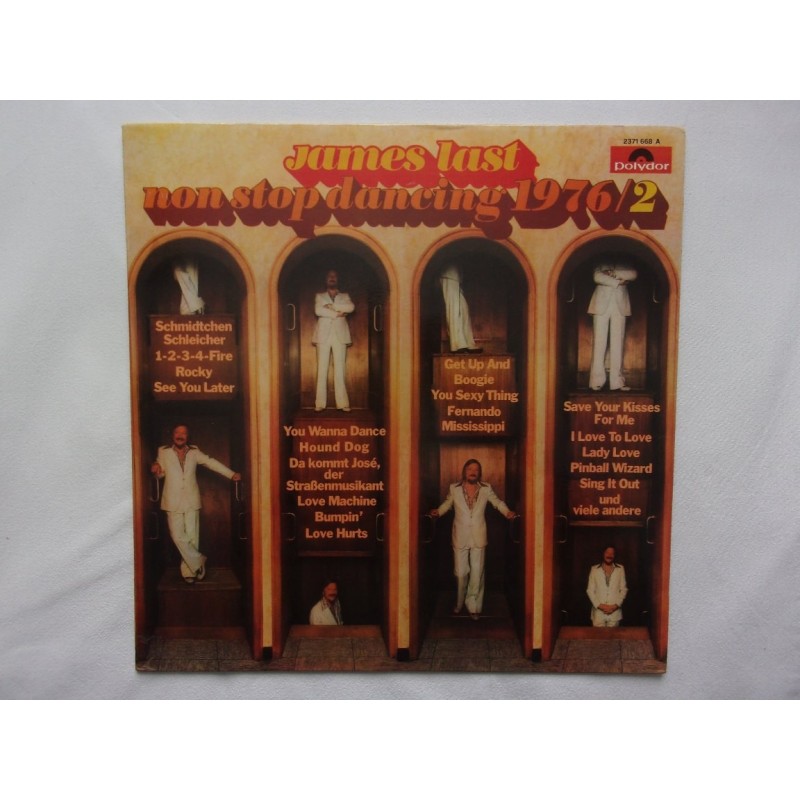 2371 668 A
polydor
james last
non stop dancing 1976/2
Schmidtchen
Schleicher
1-2-3-4-Fire
Rocky
See You Later
You Wanna Dance
Hound Dog
Da kommt José,
der
Straßenmusikant
Love Machine
Bumpin'
Love Hurts
Get Up And
Boogie
You Sexy Thing
Fernando
Mississippi
Save Your Kisses
For Me
I Love To Love
Lady Love
Pinball Wizard
Sing It Out
und
viele andere